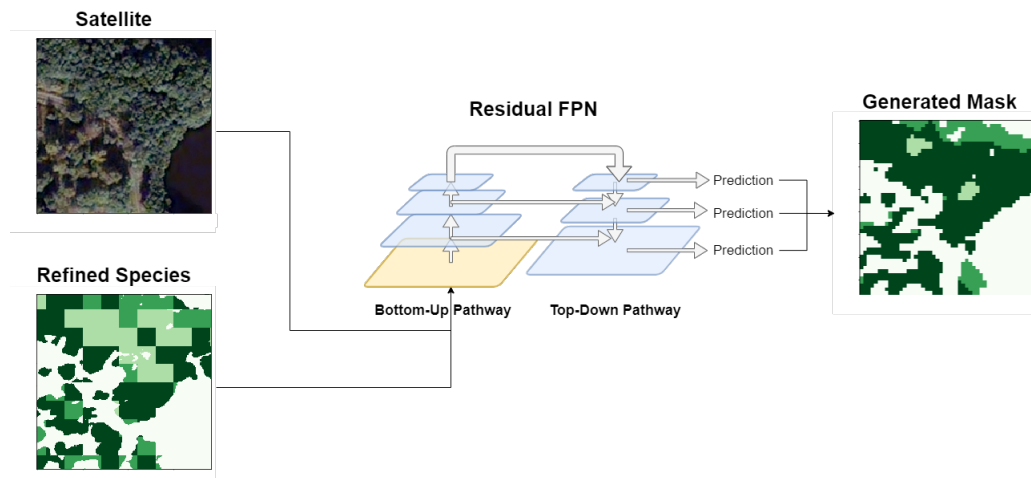 Satellite
Refined Species
Residual FPN
Bottom-Up Pathway
Top-Down Pathway
Prediction
Prediction
Prediction
Generated Mask